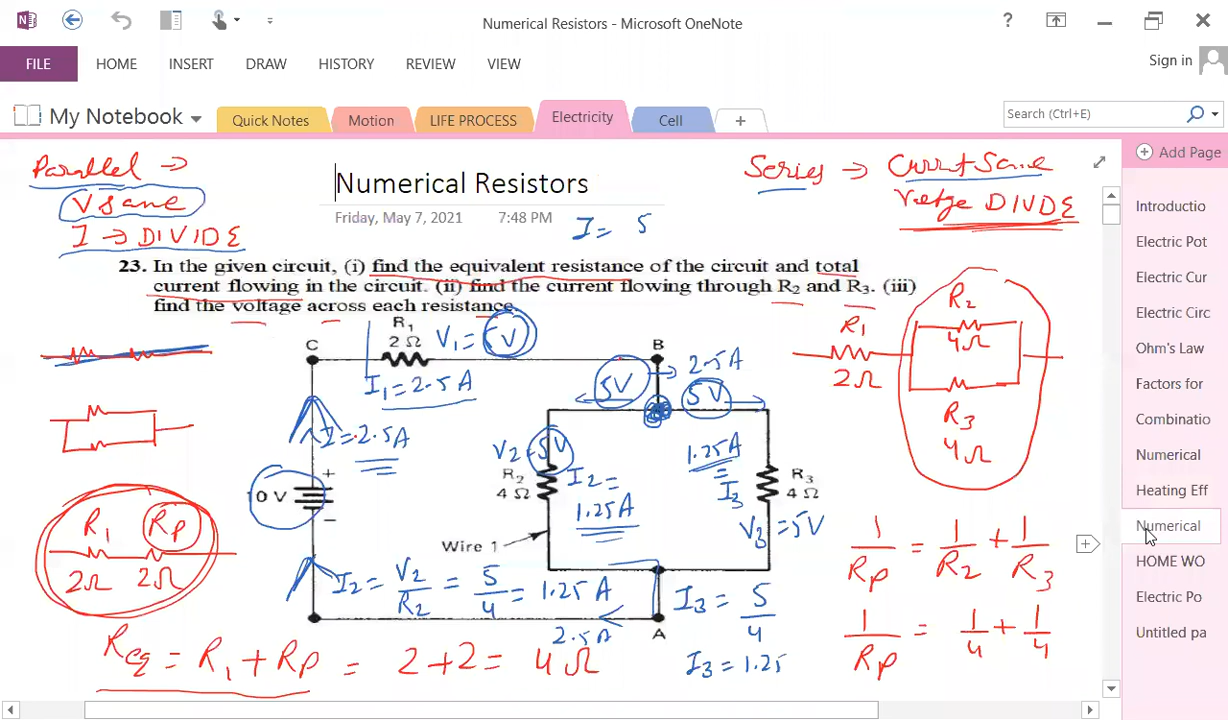 Numerical Resistors - Microsoft OneNote
?
FILE
HOME
INSERT
DRAW
HISTORY
REVIEW
VIEW
Sign in
My Notebook
Quick Notes
Motion
LIFE PROCESS
Electricity
Cell
Search (Ctrl+E)
Add Page
Introductio
Electric Pot
Electric Cur
Electric Circ
Ohm's Law
Factors for
Combinatio
Numerical
Heating Eff
Numerical
HOME WO
Electric Po
Untitled pa
Parallel →
V same
I → DIVIDE
Numerical Resistors
Friday, May 7, 2021 7:48 PM
I = 5
Series → Current Same
Voltage DIVIDE
23. In the given circuit, (i) find the equivalent resistance of the circuit and total
current flowing in the circuit. (ii) find the current flowing through R2 and R3. (iii)
find the voltage across each resistance.
C
R1
2 Ω
V1 = 5V
I1 = 2.5 A
B
2.5 A
5V
5V
I = 2.5 A
0 V
+
−
V2 = 5V
R2
4 Ω
I2 =
1.25A
Wire 1
1.25A
= I3
R3
4 Ω
V3 = 5V
A
2.5A
I2 = V2/R2 = 5/4 = 1.25 A
I3 = 5/4
I3 = 1.25
R1
2Ω
R2
4Ω
R3
4Ω
R1 RP
2Ω 2Ω
Req = R1 + RP = 2 + 2 = 4 Ω
1/RP = 1/R2 + 1/R3
1/RP = 1/4 + 1/4